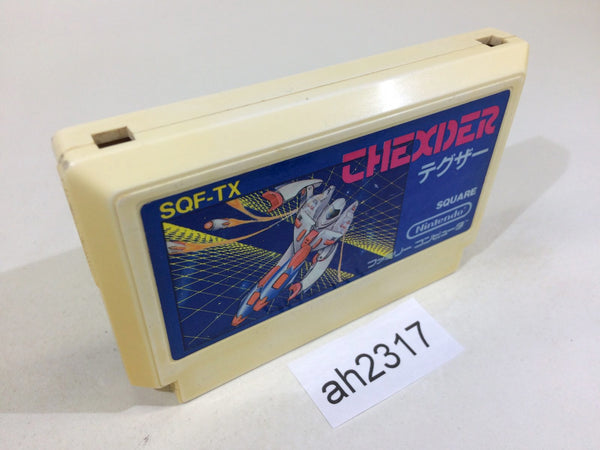 THEXDER
テグザー
SQF-TX
SQUARE
Nintendo
ファミリー コンピュータ
ah2317